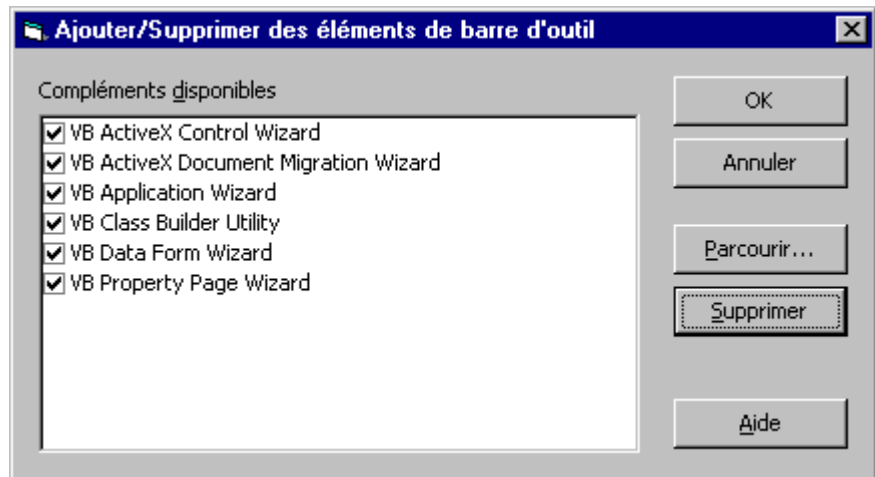 Ajouter/Supprimer des éléments de barre d'outil
Compléments disponibles
VB ActiveX Control Wizard
VB ActiveX Document Migration Wizard
VB Application Wizard
VB Class Builder Utility
VB Data Form Wizard
VB Property Page Wizard
OK
Annuler
Parcourir...
Supprimer
Aide